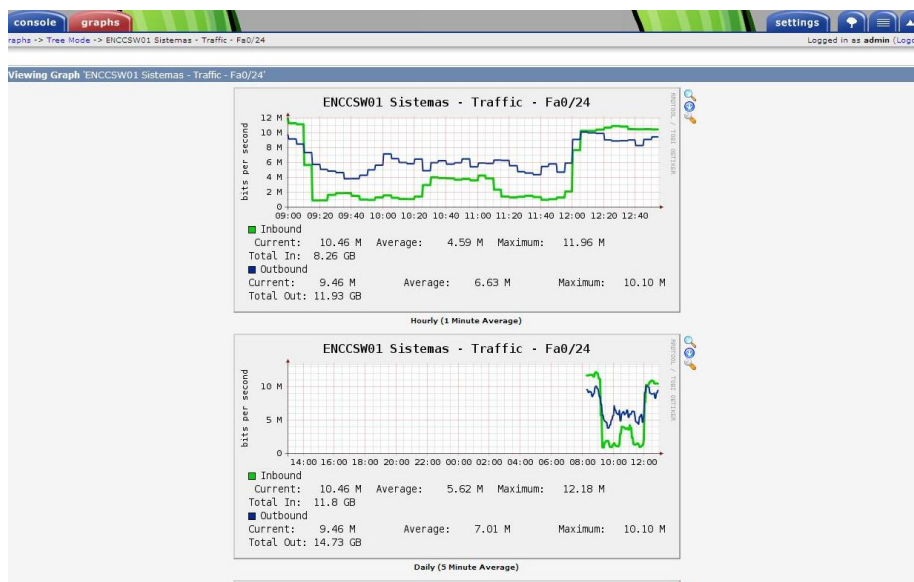 console graphs settings
raphs -> Tree Mode -> ENCCSW01 Sistemas - Traffic - Fa0/24 Logged in as admin (Logo
Viewing Graph 'ENCCSW01 Sistemas - Traffic - Fa0/24'
ENCCSW01 Sistemas - Traffic - Fa0/24
RRDTOOL / TOBI OETIKER
bits per second
12 M
10 M
8 M
6 M
4 M
2 M
0
09:00 09:20 09:40 10:00 10:20 10:40 11:00 11:20 11:40 12:00 12:20 12:40
Inbound
Current: 10.46 M Average: 4.59 M Maximum: 11.96 M
Total In: 8.26 GB
Outbound
Current: 9.46 M Average: 6.63 M Maximum: 10.10 M
Total Out: 11.93 GB
Hourly (1 Minute Average)
ENCCSW01 Sistemas - Traffic - Fa0/24
RRDTOOL / TOBI OETIKER
bits per second
10 M
5 M
0
14:00 16:00 18:00 20:00 22:00 00:00 02:00 04:00 06:00 08:00 10:00 12:00
Inbound
Current: 10.46 M Average: 5.62 M Maximum: 12.18 M
Total In: 11.8 GB
Outbound
Current: 9.46 M Average: 7.01 M Maximum: 10.10 M
Total Out: 14.73 GB
Daily (5 Minute Average)